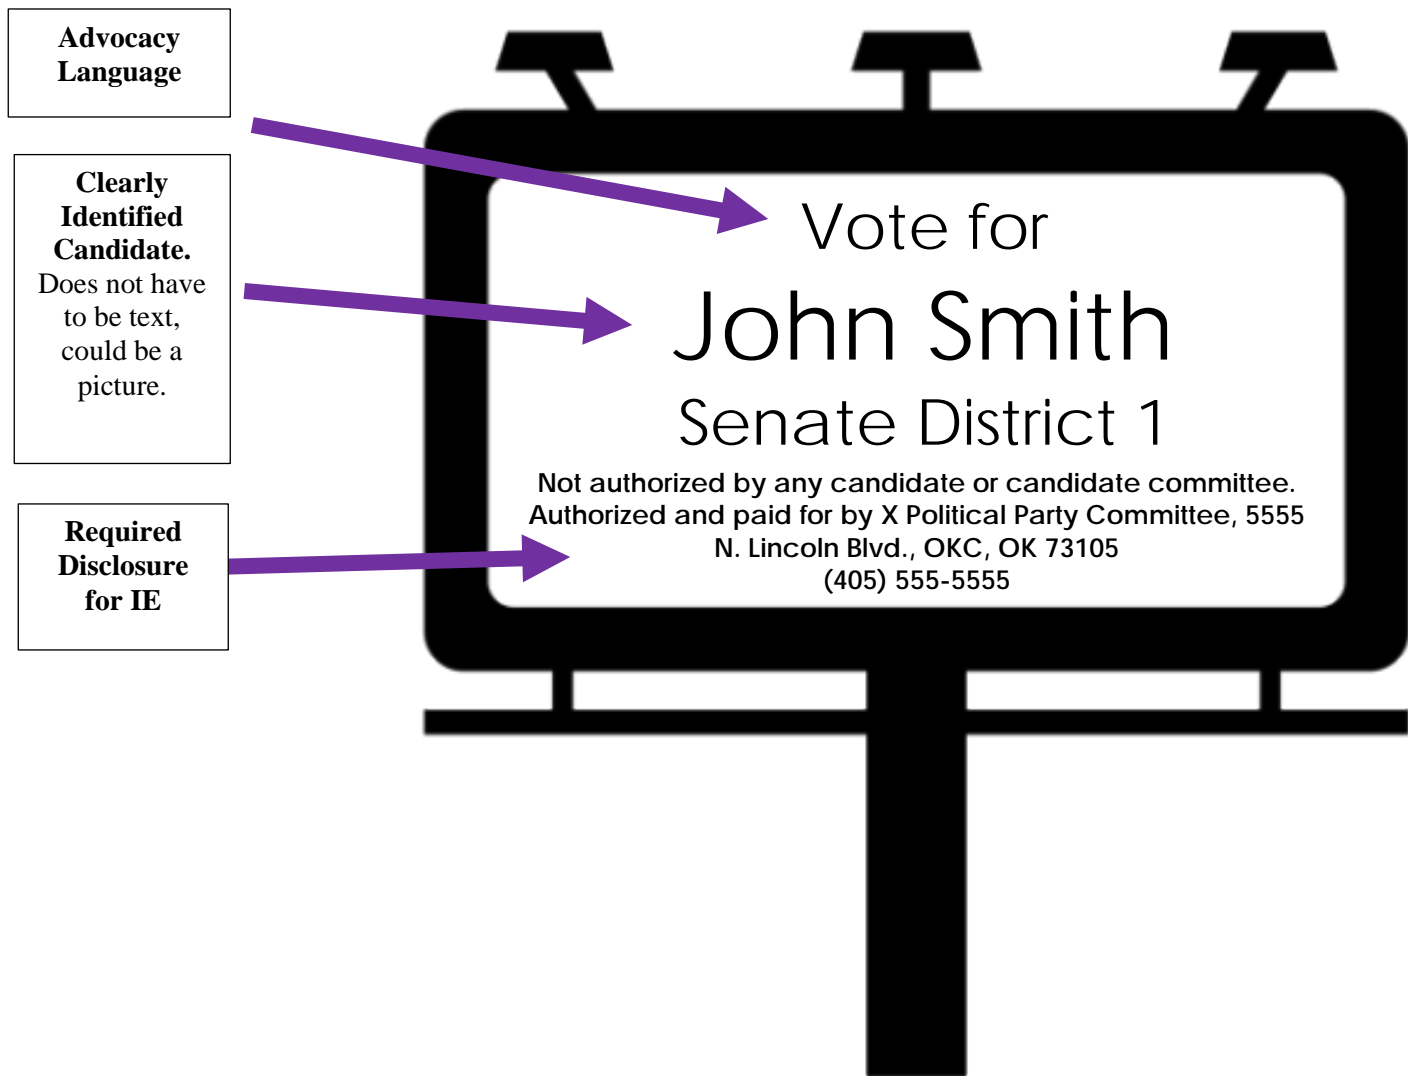 Advocacy
Language
Clearly
Identified
Candidate.
Does not have
to be text,
could be a
picture.
Required
Disclosure
for IE
Vote for
John Smith
Senate District 1
Not authorized by any candidate or candidate committee.
Authorized and paid for by X Political Party Committee, 5555
N. Lincoln Blvd., OKC, OK 73105
(405) 555-5555